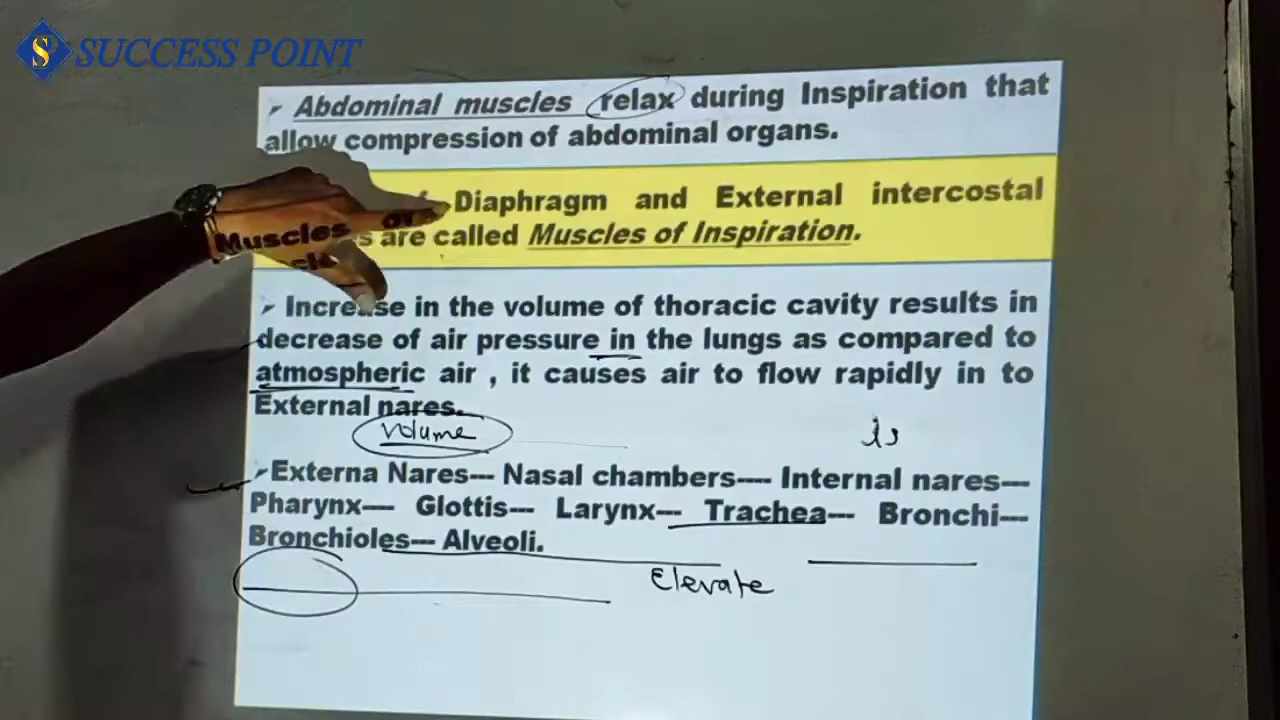 SUCCESS POINT
➢ Abdominal muscles relax during Inspiration that
allow compression of abdominal organs.
Muscles of Diaphragm and External intercostal
are called Muscles of Inspiration.
➢ Increase in the volume of thoracic cavity results in
decrease of air pressure in the lungs as compared to
atmospheric air , it causes air to flow rapidly in to
External nares.
volume
➢Externa Nares--- Nasal chambers---- Internal nares---
Pharynx---- Glottis--- Larynx--- Trachea--- Bronchi---
Bronchioles--- Alveoli.
Elevate